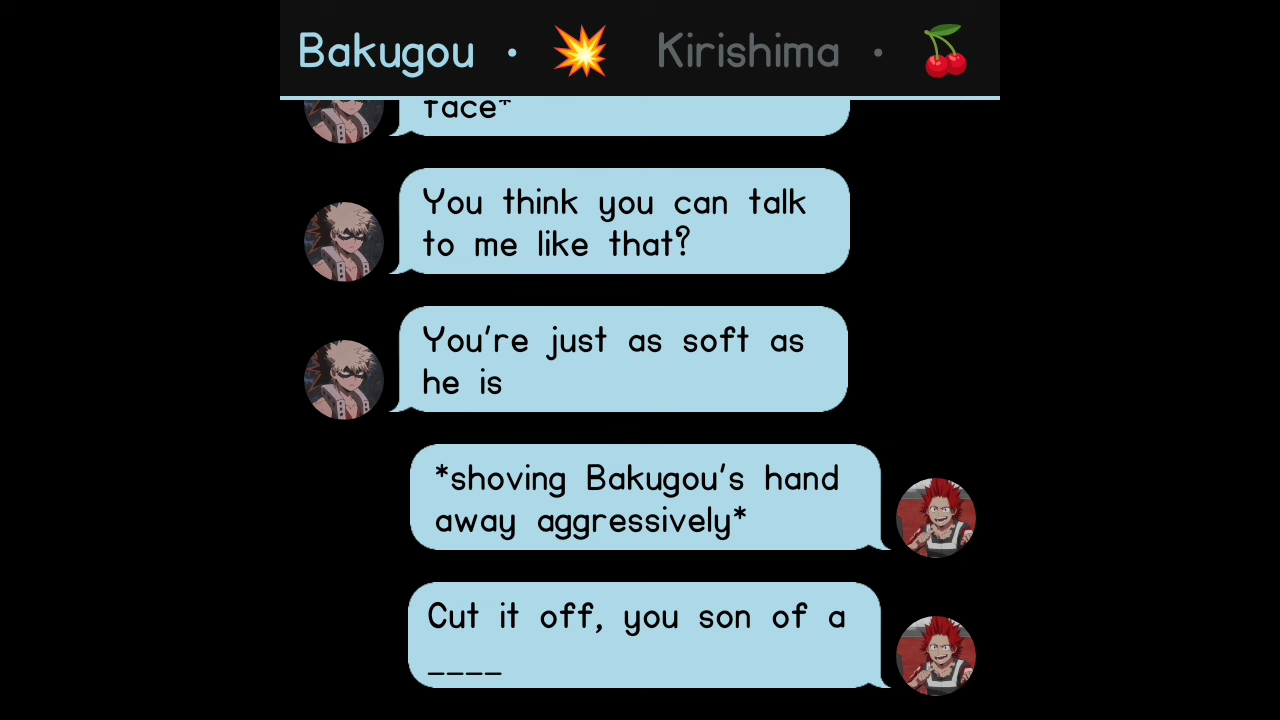 Bakugou • 💥 Kirishima • 🍒
face*
You think you can talk
to me like that?
You're just as soft as
he is
*shoving Bakugou's hand
away aggressively*
Cut it off, you son of a
____